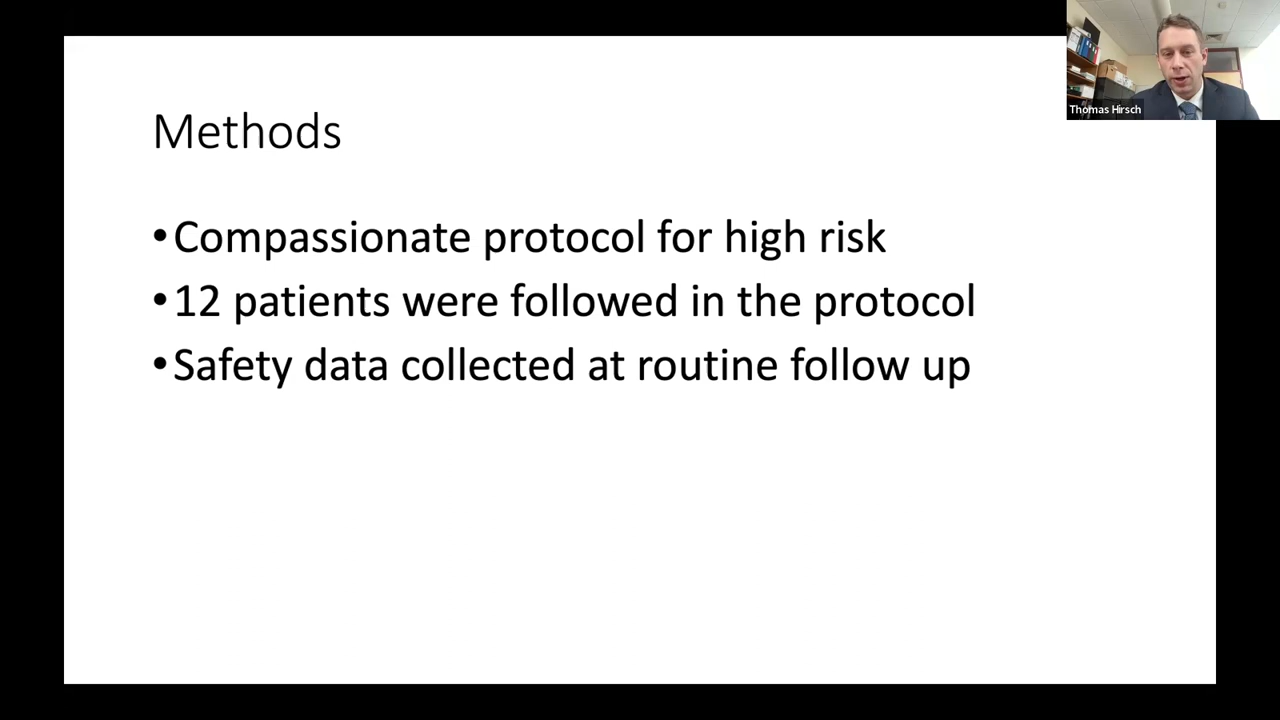 Thomas Hirsch
Methods
•Compassionate protocol for high risk
•12 patients were followed in the protocol
•Safety data collected at routine follow up